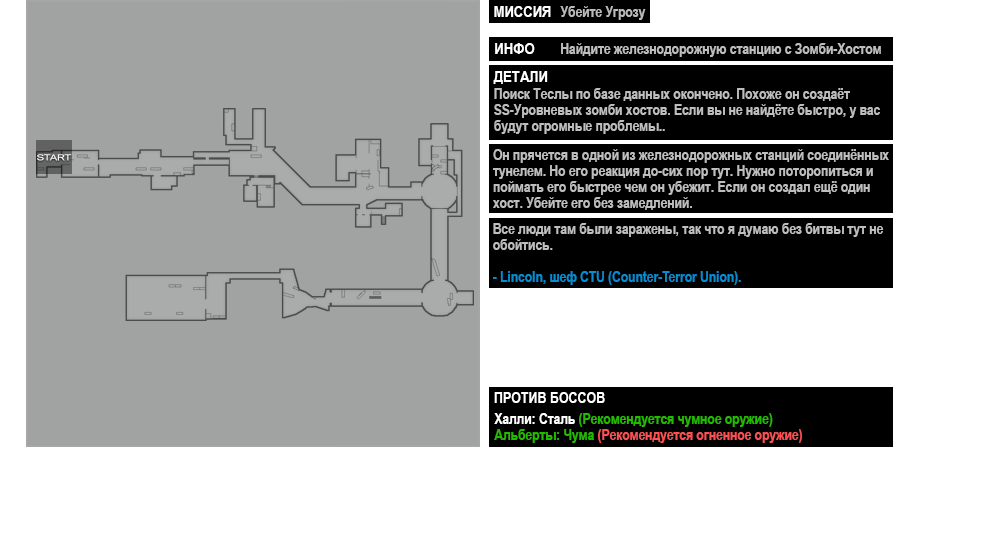 МИССИЯ Убейте Угрозу
START
ИНФО Найдите железнодорожную станцию с Зомби-Хостом
ДЕТАЛИ
Поиск Теслы по базе данных окончено. Похоже он создаёт
SS-Уровневых зомби хостов. Если вы не найдёте быстро, у вас
будут огромные проблемы..
Он прячется в одной из железнодорожных станций соединённых
тунелем. Но его реакция до-сих пор тут. Нужно поторопиться и
поймать его быстрее чем он убежит. Если он создал ещё один
хост. Убейте его без замедлений.
Все люди там были заражены, так что я думаю без битвы тут не
обойтись.
- Lincoln, шеф CTU (Counter-Terror Union).
ПРОТИВ БОССОВ
Халли: Сталь (Рекомендуется чумное оружие)
Альберты: Чума (Рекомендуется огненное оружие)